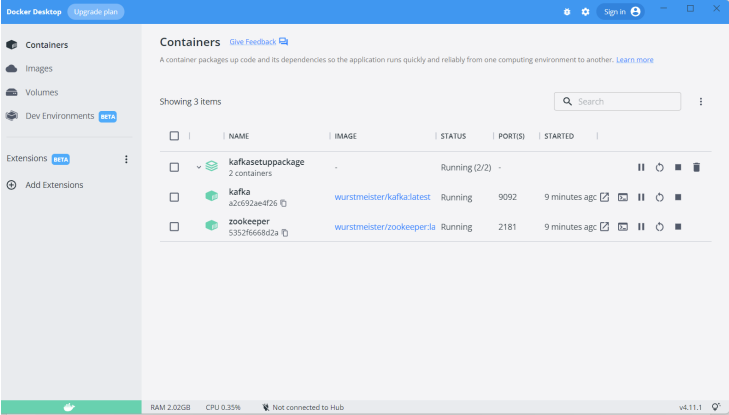 Docker Desktop Upgrade plan Sign in
Containers
Images
Volumes
Dev Environments BETA
Extensions BETA
Add Extensions
Containers Give Feedback
A container packages up code and its dependencies so the application runs quickly and reliably from one computing environment to another. Learn more
Showing 3 items
Search
NAME IMAGE STATUS PORT(S) STARTED
kafkasetuppackage - Running (2/2) -
2 containers
kafka wurstmeister/kafka:latest Running 9092 9 minutes agc
a2c692ae4f26
zookeeper wurstmeister/zookeeper:la Running 2181 9 minutes agc
5352f6668d2a
RAM 2.02GB CPU 0.35% Not connected to Hub v4.11.1